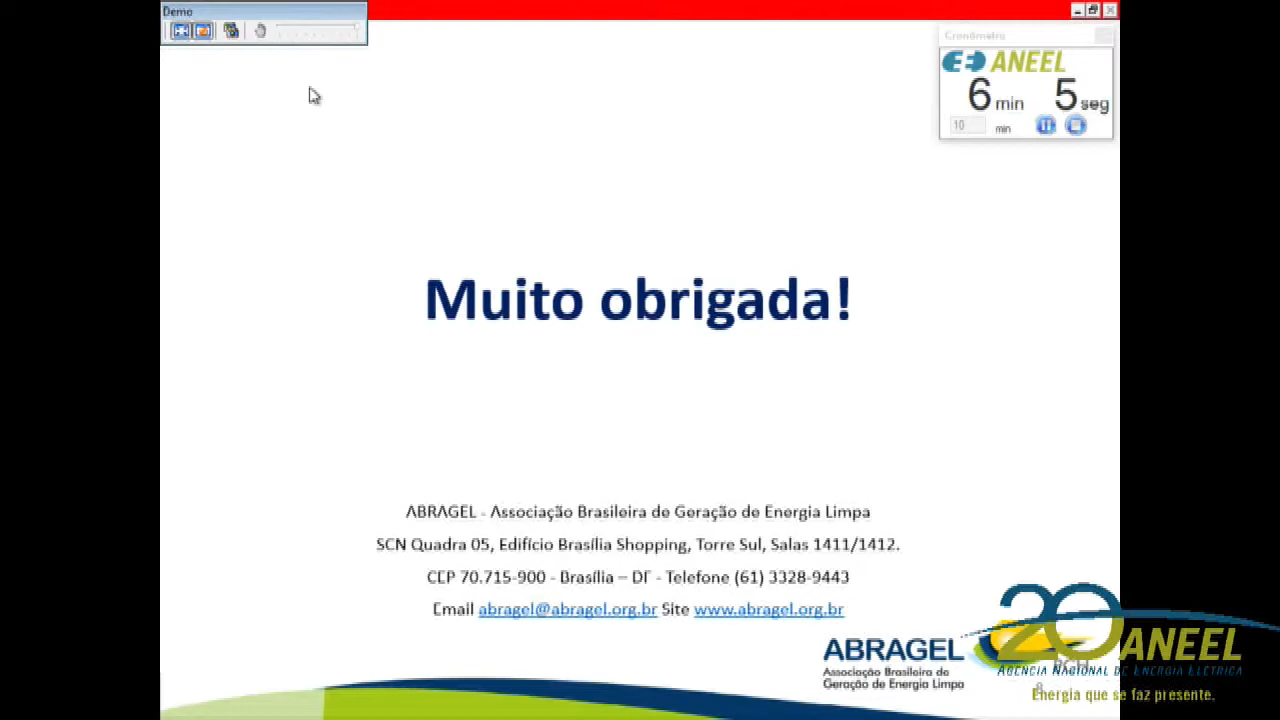 Demo
Cronômetro
ANEEL
6 min 5 seg
10 min
Muito obrigada!
ABRAGEL - Associação Brasileira de Geração de Energia Limpa
SCN Quadra 05, Edifício Brasília Shopping, Torre Sul, Salas 1411/1412.
CEP 70.715-900 - Brasília – DF - Telefone (61) 3328-9443
Email abragel@abragel.org.br Site www.abragel.org.br
ABRAGEL
Associação Brasileira de
Geração de Energia Limpa
PCH
8
20 ANEEL
AGÊNCIA NACIONAL DE ENERGIA ELÉTRICA
Energia que se faz presente.